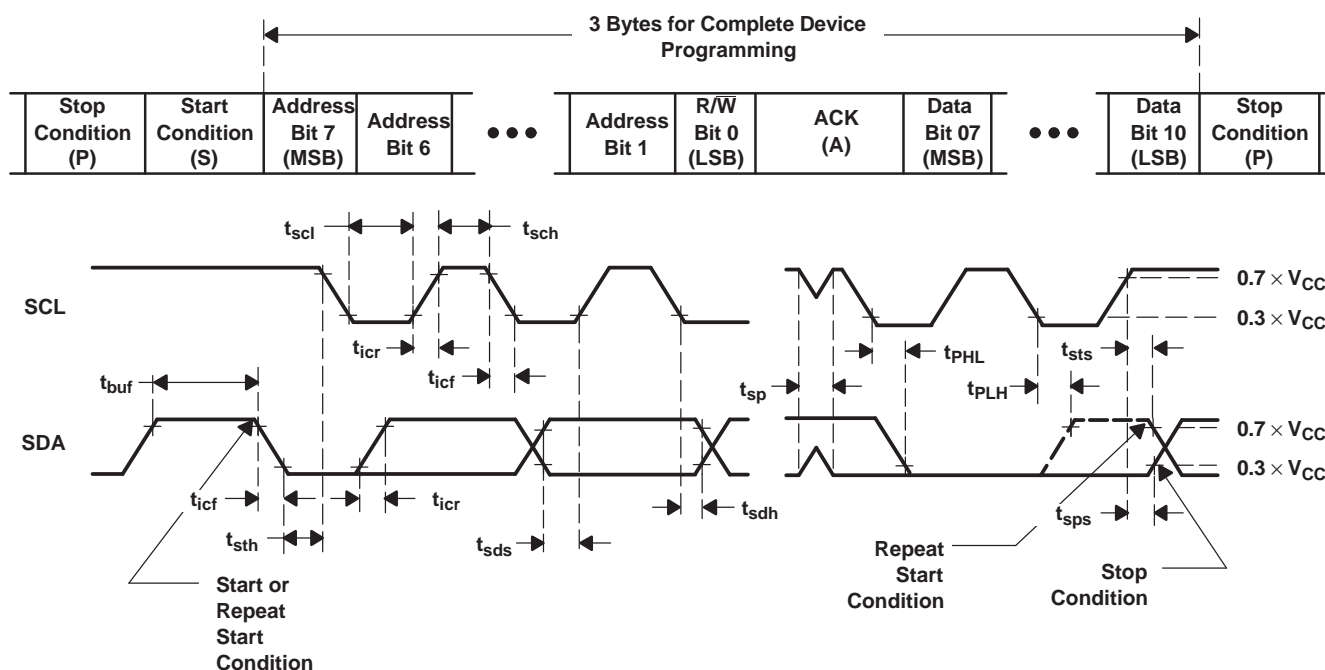 3 Bytes for Complete Device
Programming
Stop
Condition
(P)
Start
Condition
(S)
Address
Bit 7
(MSB)
Address
Bit 6
•••
Address
Bit 1
R/W̅
Bit 0
(LSB)
ACK
(A)
Data
Bit 07
(MSB)
•••
Data
Bit 10
(LSB)
Stop
Condition
(P)
tscl
tsch
SCL
0.7 × VCC
0.3 × VCC
ticr
tPHL
tsts
tbuf
ticf
tsp
tPLH
SDA
0.7 × VCC
0.3 × VCC
ticf
ticr
tsdh
tsps
tsth
tsds
Start or
Repeat
Start
Condition
Repeat
Start
Condition
Stop
Condition